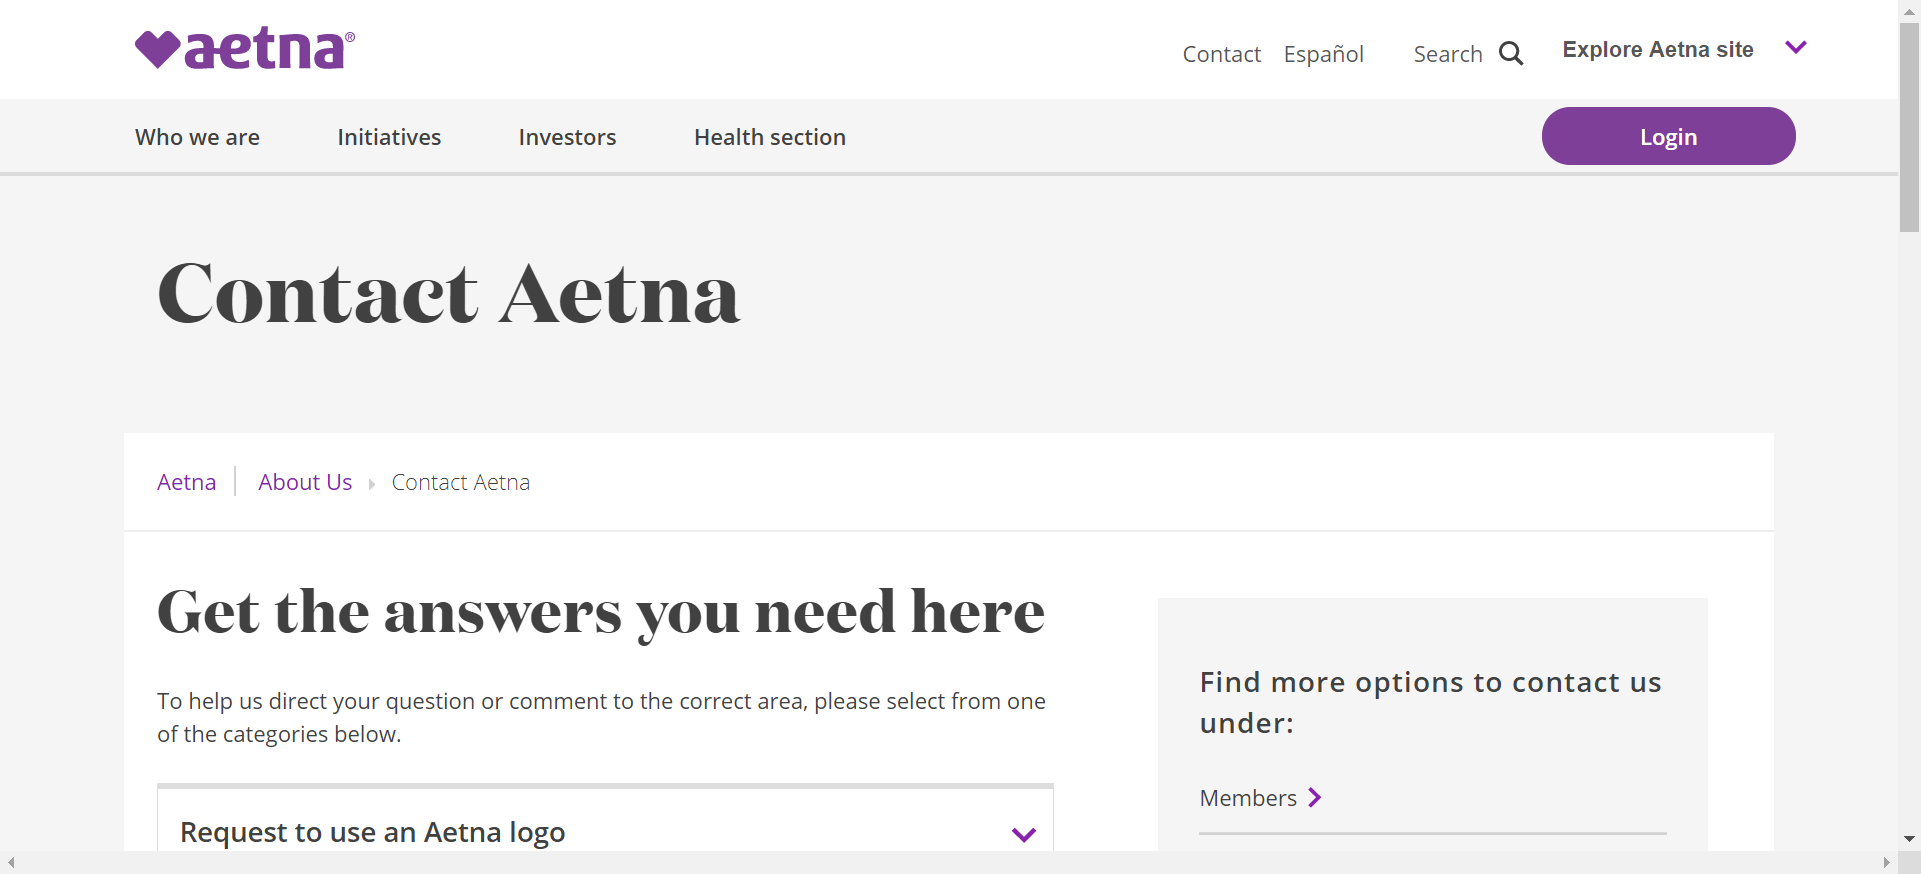 aetna®
Contact Español Search Explore Aetna site
Who we are Initiatives Investors Health section Login
Contact Aetna
Aetna About Us Contact Aetna
Get the answers you need here
To help us direct your question or comment to the correct area, please select from one
of the categories below.
Request to use an Aetna logo
Find more options to contact us
under:
Members